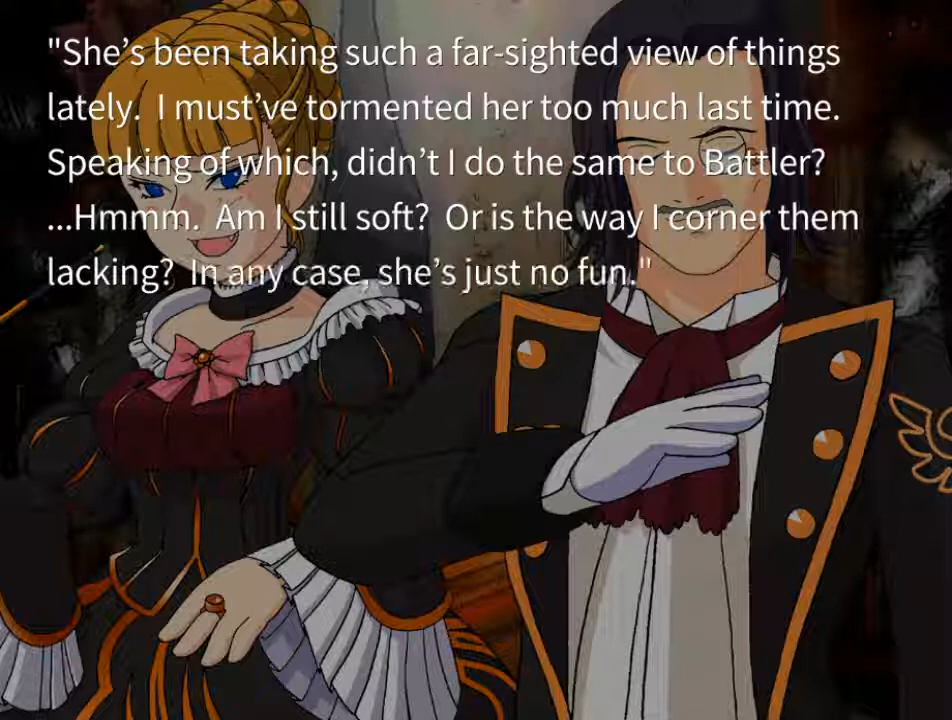 "She’s been taking such a far-sighted view of things
lately.  I must’ve tormented her too much last time.
Speaking of which, didn’t I do the same to Battler?
...Hmmm.  Am I still soft?  Or is the way I corner them
lacking?  In any case, she’s just no fun."